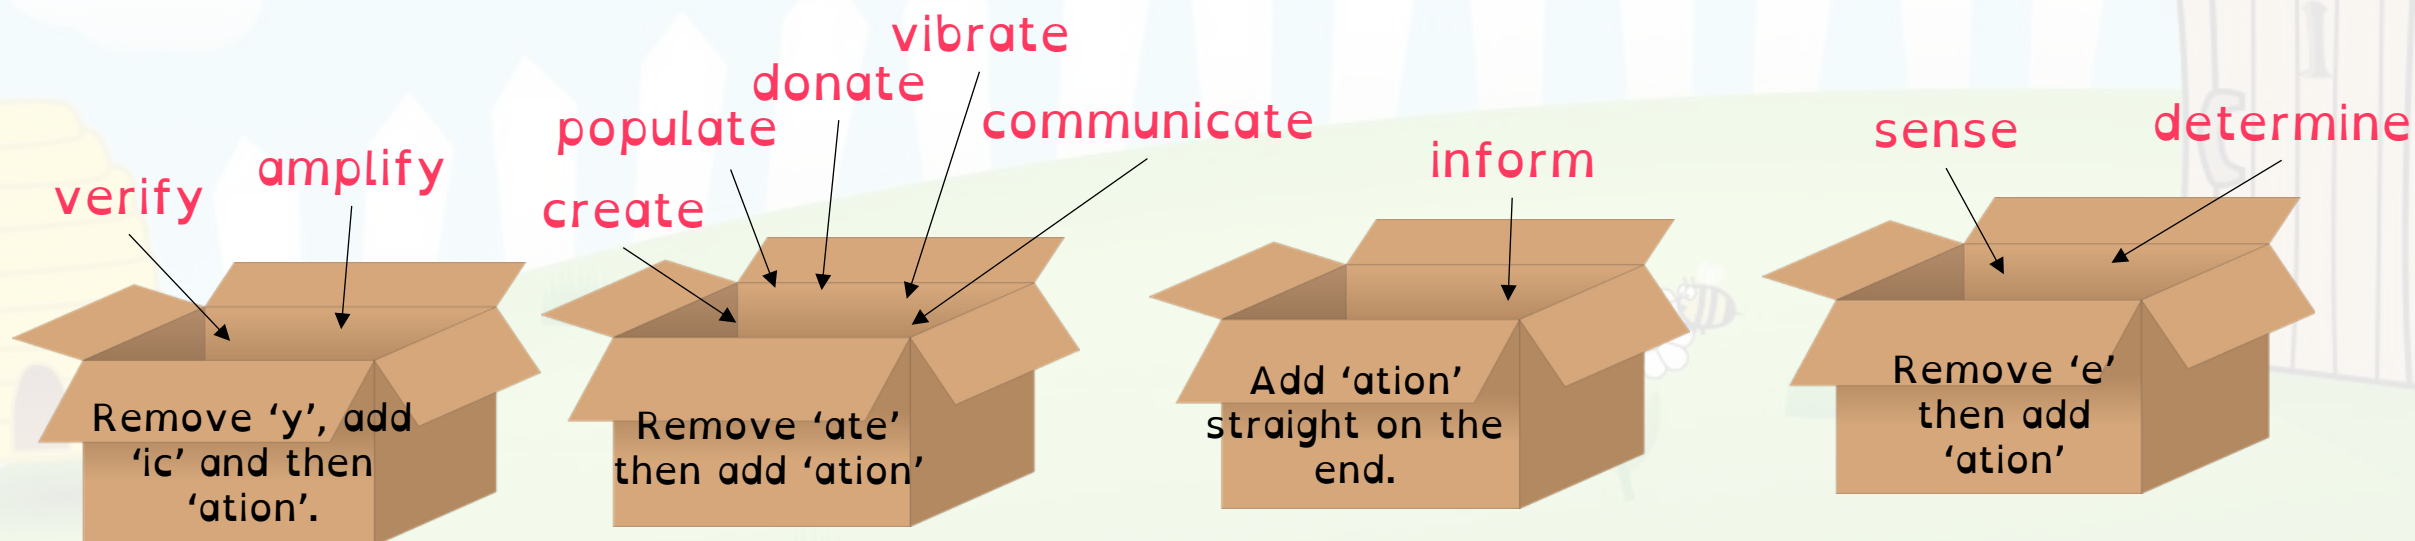 verify
amplify
Remove ‘y’, add
‘ic’ and then
‘ation’.
create
populate
donate
vibrate
communicate
Remove ‘ate’
then add ‘ation’
inform
Add ‘ation’
straight on the
end.
sense
determine
Remove ‘e’
then add
‘ation’